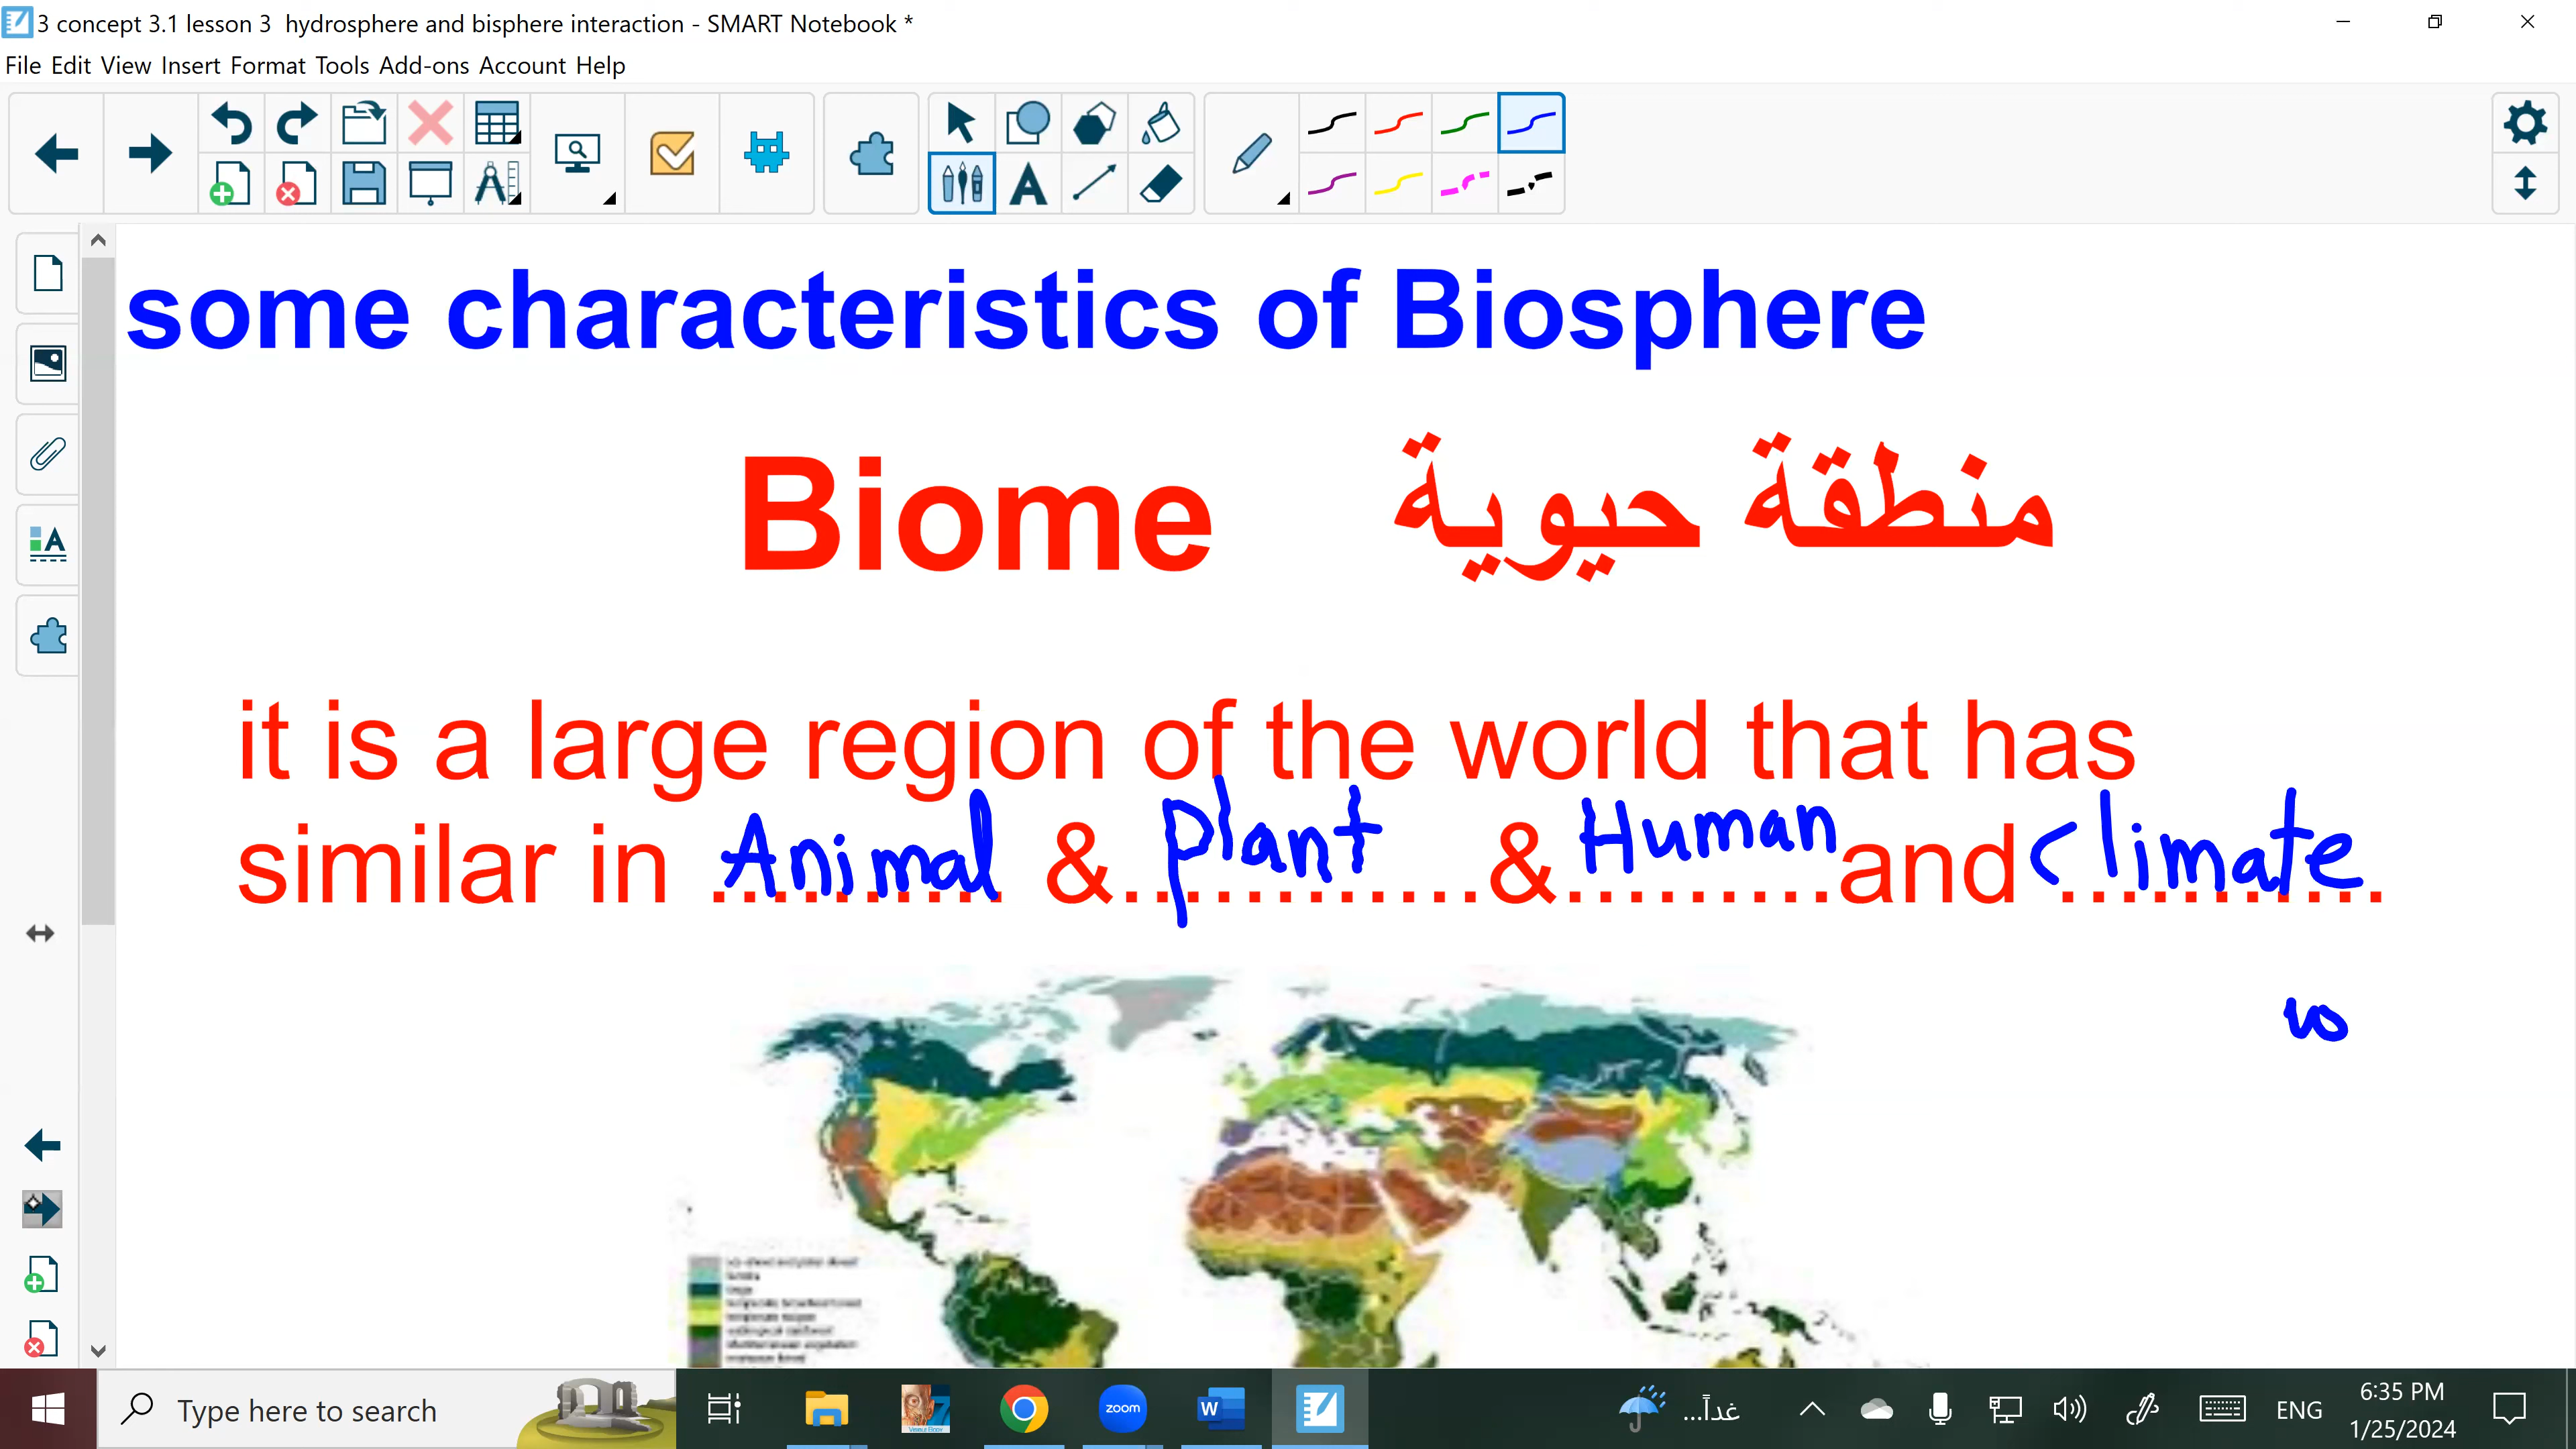 3 concept 3.1 lesson 3  hydrosphere and bisphere interaction - SMART Notebook *
File Edit View Insert Format Tools Add-ons Account Help
some characteristics of Biosphere
Biome منطقة حيوية
it is a large region of the world that has
similar in Animal & plant & Human and climate
Type here to search
zoom
W
غداً...
ENG
6:35 PM
1/25/2024